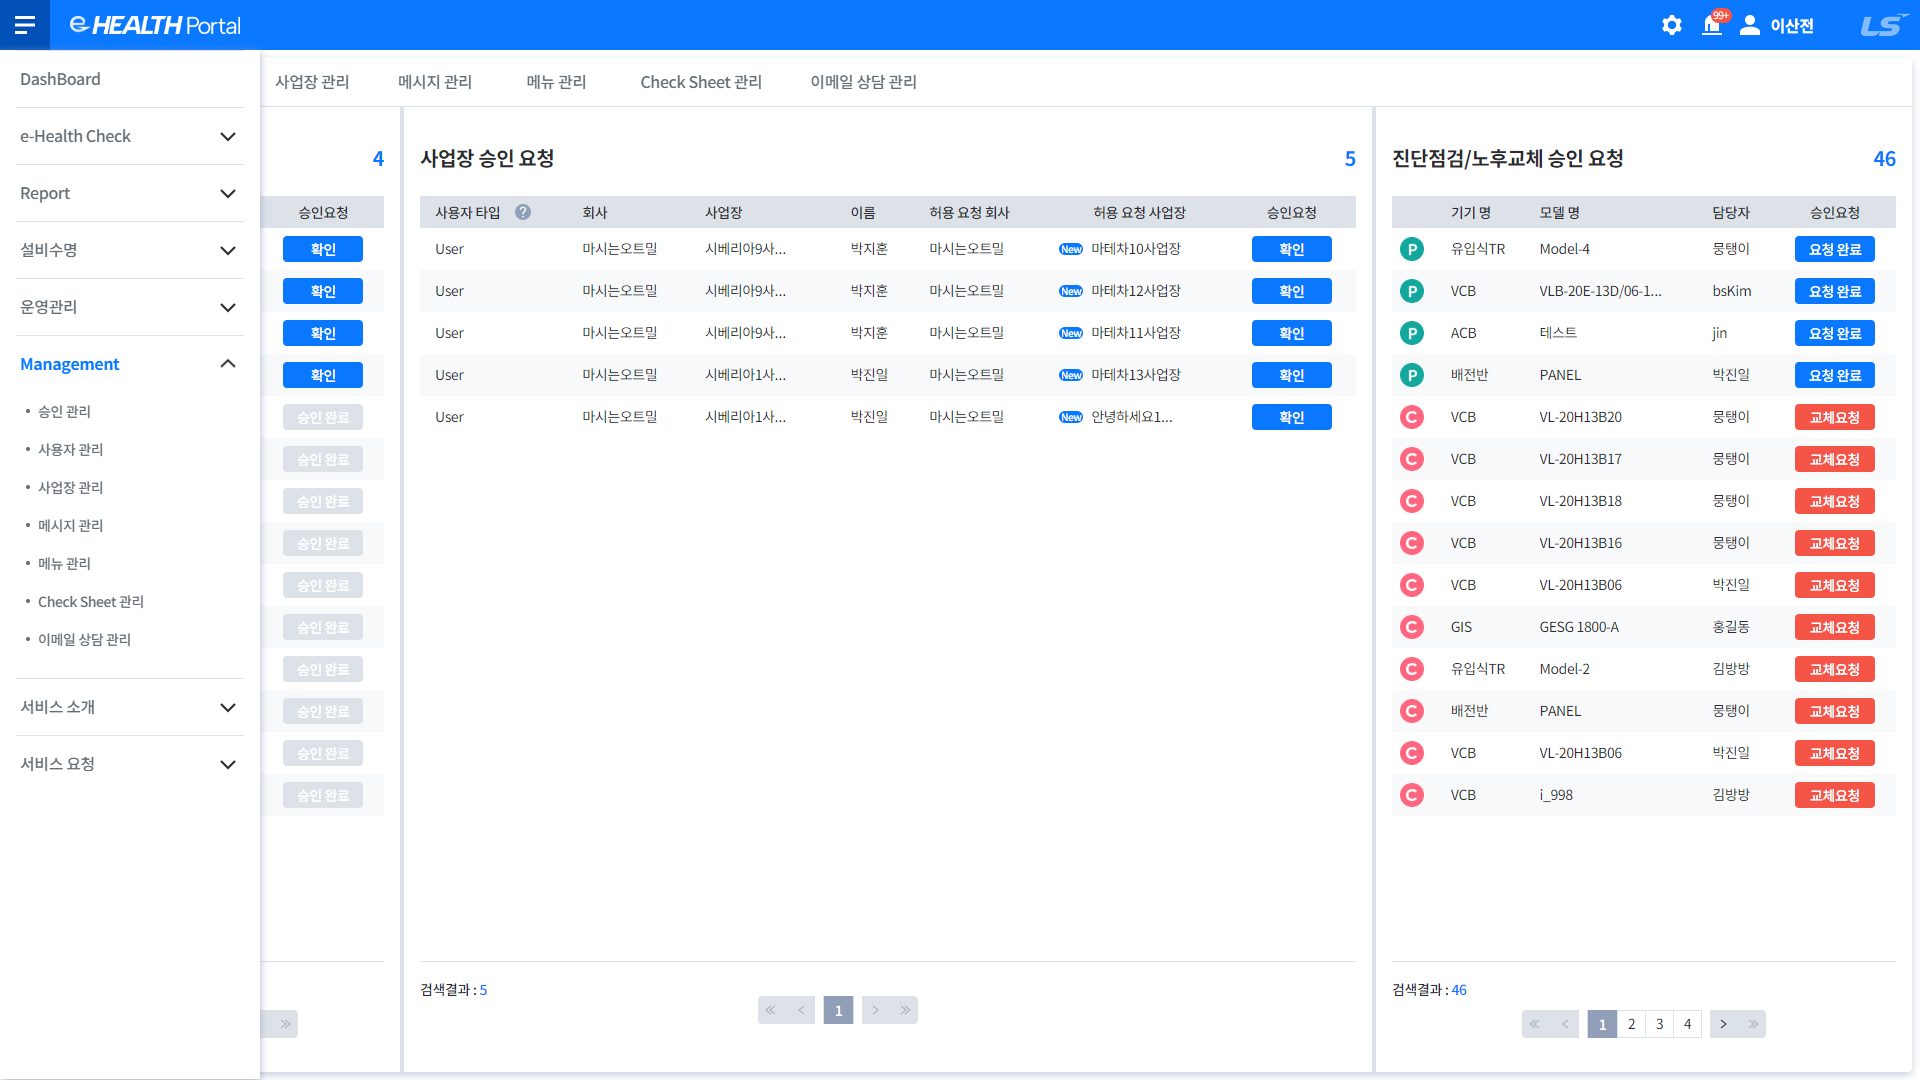 e-HEALTH Portal
99+
이산전
LS
DashBoard
e-Health Check
Report
설비수명
운영관리
Management
· 승인 관리
· 사용자 관리
· 사업장 관리
· 메시지 관리
· 메뉴 관리
· Check Sheet 관리
· 이메일 상담 관리
서비스 소개
서비스 요청
사업장 관리 메시지 관리 메뉴 관리 Check Sheet 관리 이메일 상담 관리
4
승인요청
확인
확인
확인
확인
승인 완료
승인 완료
승인 완료
승인 완료
승인 완료
승인 완료
승인 완료
승인 완료
승인 완료
승인 완료
»
사업장 승인 요청 5
사용자 타입 ? 회사 사업장 이름 허용 요청 회사 허용 요청 사업장 승인요청
User 마시는오트밀 시베리아9사... 박지훈 마시는오트밀 New 마테차10사업장 확인
User 마시는오트밀 시베리아9사... 박지훈 마시는오트밀 New 마테차12사업장 확인
User 마시는오트밀 시베리아9사... 박지훈 마시는오트밀 New 마테차11사업장 확인
User 마시는오트밀 시베리아1사... 박진일 마시는오트밀 New 마테차13사업장 확인
User 마시는오트밀 시베리아1사... 박진일 마시는오트밀 New 안녕하세요1... 확인
검색결과 : 5
« < 1 > »
진단점검/노후교체 승인 요청 46
기기 명 모델 명 담당자 승인요청
P 유입식TR Model-4 뭉탱이 요청 완료
P VCB VLB-20E-13D/06-1... bsKim 요청 완료
P ACB 테스트 jin 요청 완료
P 배전반 PANEL 박진일 요청 완료
C VCB VL-20H13B20 뭉탱이 교체요청
C VCB VL-20H13B17 뭉탱이 교체요청
C VCB VL-20H13B18 뭉탱이 교체요청
C VCB VL-20H13B16 뭉탱이 교체요청
C VCB VL-20H13B06 박진일 교체요청
C GIS GESG 1800-A 홍길동 교체요청
C 유입식TR Model-2 김방방 교체요청
C 배전반 PANEL 뭉탱이 교체요청
C VCB VL-20H13B06 박진일 교체요청
C VCB i_998 김방방 교체요청
검색결과 : 46
« < 1 2 3 4 > »